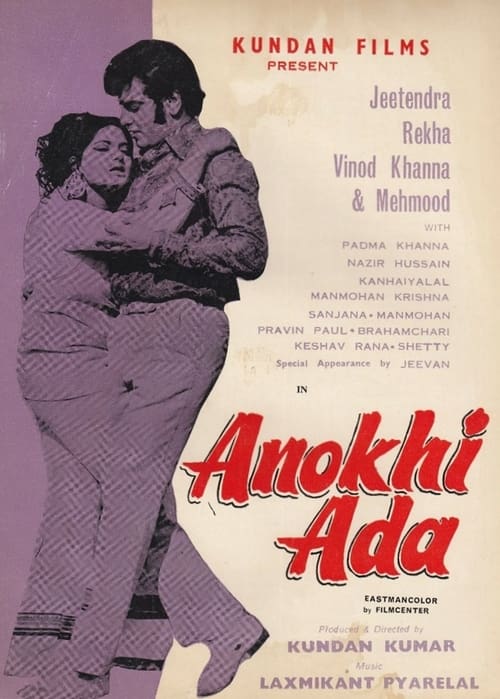 KUNDAN FILMS
PRESENT
Jeetendra
Rekha
Vinod Khanna
& Mehmood
WITH
PADMA KHANNA
NAZIR HUSSAIN
KANHAIYALAL
MANMOHAN KRISHNA
SANJANA • MANMOHAN
PRAVIN PAUL • BRAHAMCHARI
KESHAV RANA • SHETTY
Special Appearance by JEEVAN
IN
Anokhi
Ada
EASTMANCOLOR
by FILMCENTER
Produced & Directed by
KUNDAN KUMAR
Music
LAXMIKANT PYARELAL